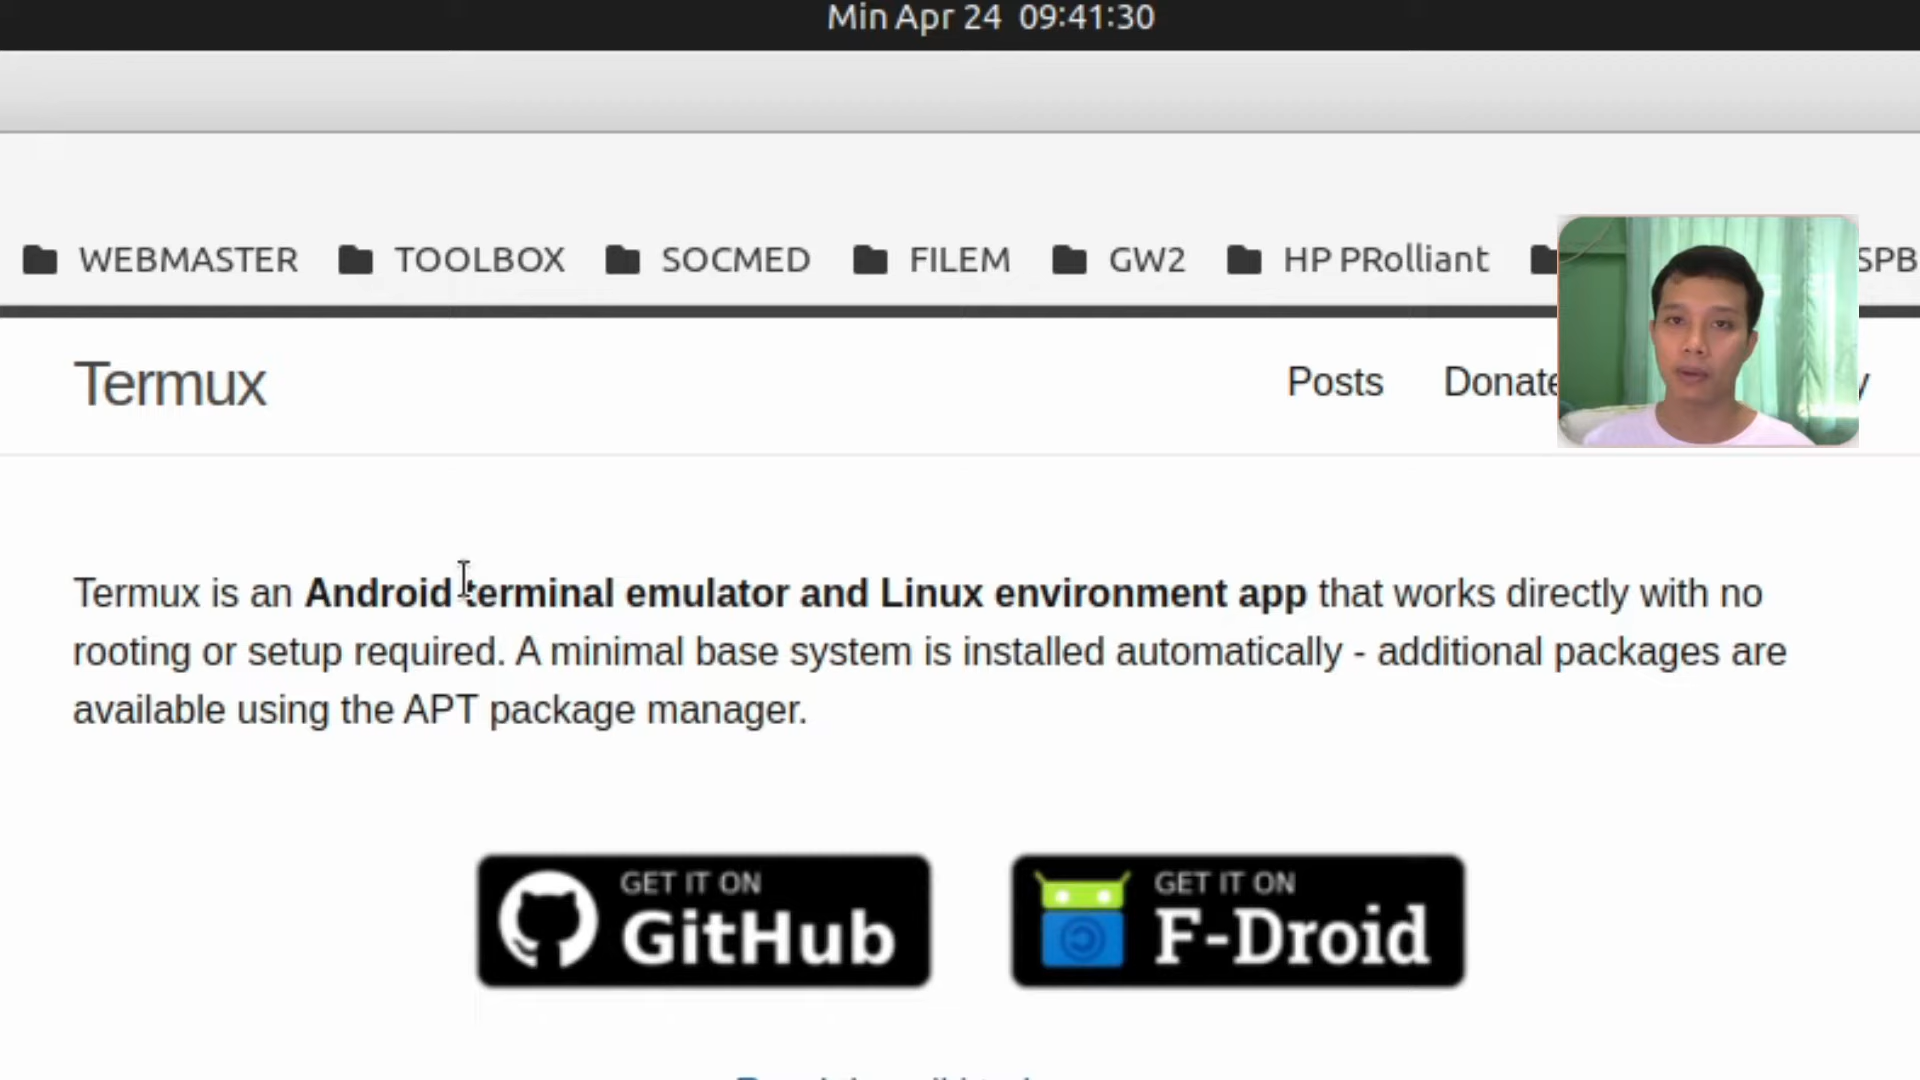 Min Apr 24 09:41:30
WEBMASTER TOOLBOX SOCMED FILEM GW2 HP PRolliant SPB
Termux Posts Donate
Termux is an Android terminal emulator and Linux environment app that works directly with no
rooting or setup required. A minimal base system is installed automatically - additional packages are
available using the APT package manager.
GET IT ON GET IT ON
GitHub F-Droid